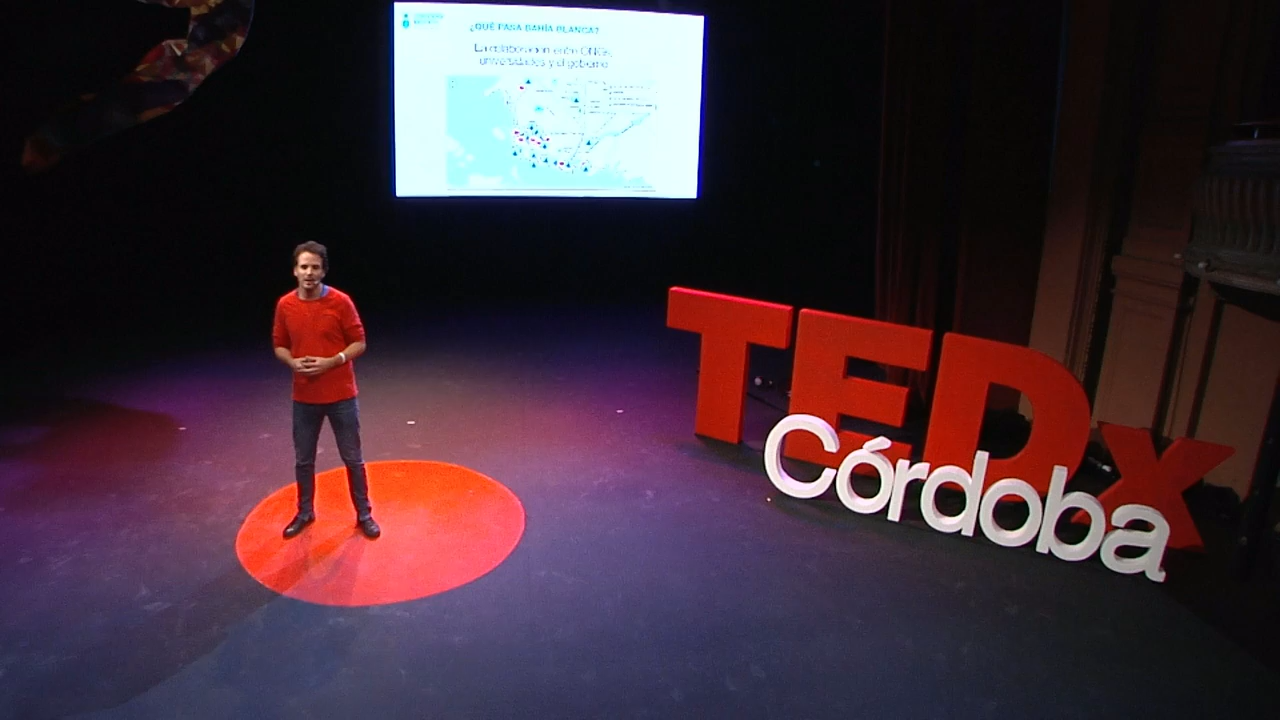 ¿QUÉ PASA BAHÍA BLANCA?
La colaboración entre ONGs,
universidades y el gobierno
TEDx
Córdoba